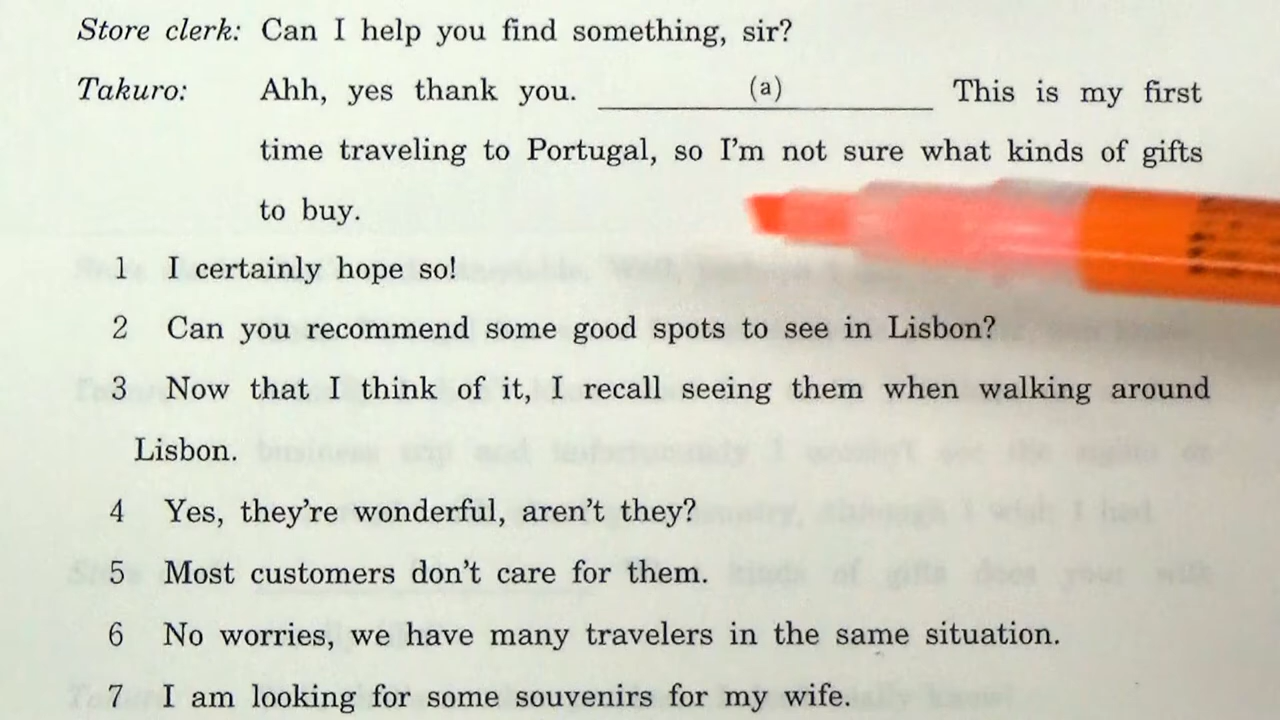 Store clerk: Can I help you find something, sir?
Takuro: Ahh, yes thank you. (a) This is my first
time traveling to Portugal, so I'm not sure what kinds of gifts
to buy.
1 I certainly hope so!
2 Can you recommend some good spots to see in Lisbon?
3 Now that I think of it, I recall seeing them when walking around
Lisbon.
4 Yes, they're wonderful, aren't they?
5 Most customers don't care for them.
6 No worries, we have many travelers in the same situation.
7 I am looking for some souvenirs for my wife.